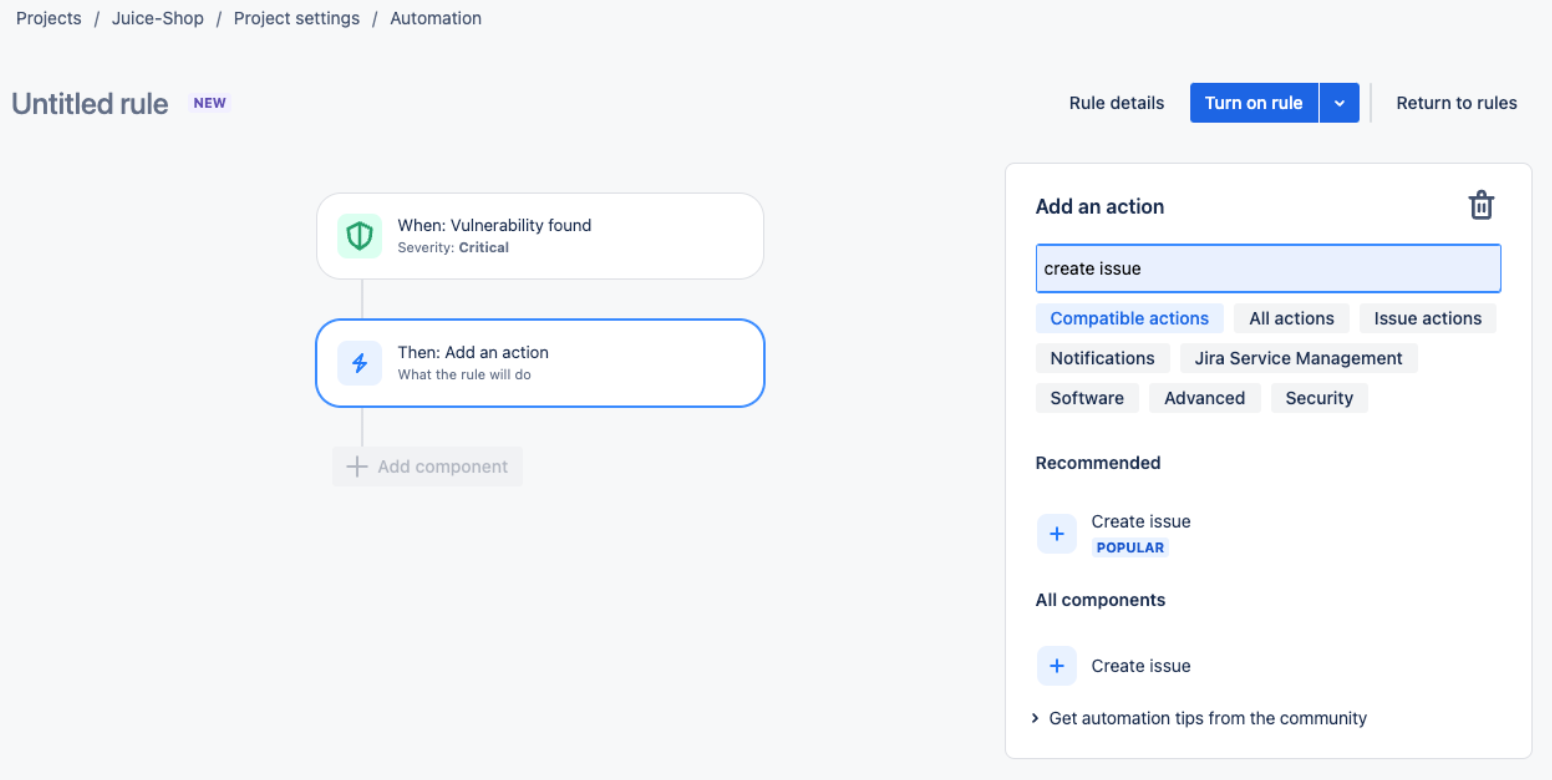 Projects / Juice-Shop / Project settings / Automation
Untitled rule NEW
Rule details Turn on rule Return to rules
When: Vulnerability found
Severity: Critical
Then: Add an action
What the rule will do
Add component
Add an action
create issue
Compatible actions All actions Issue actions
Notifications Jira Service Management
Software Advanced Security
Recommended
Create issue
POPULAR
All components
Create issue
Get automation tips from the community